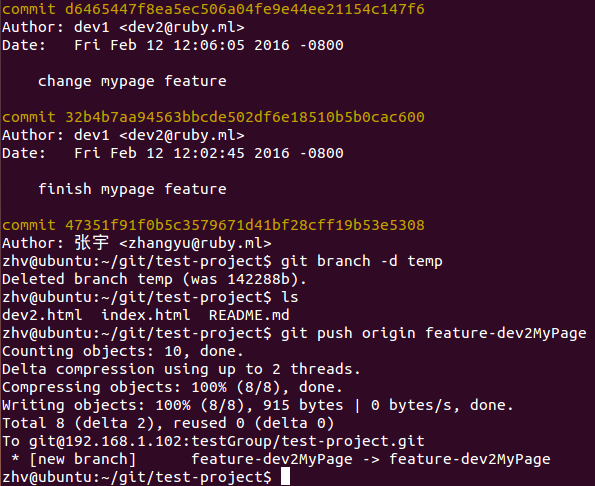 commit d6465447f8ea5ec506a04fe9e44ee21154c147f6
Author: dev1 <dev2@ruby.ml>
Date:   Fri Feb 12 12:06:05 2016 -0800
    change mypage feature
commit 32b4b7aa94563bbcde502df6e18510b5b0cac600
Author: dev1 <dev2@ruby.ml>
Date:   Fri Feb 12 12:02:45 2016 -0800
    finish mypage feature
commit 47351f91f0b5c3579671d41bf28cff19b53e5308
Author: 张宇 <zhangyu@ruby.ml>
zhv@ubuntu:~/git/test-project$ git branch -d temp
Deleted branch temp (was 142288b).
zhv@ubuntu:~/git/test-project$ ls
dev2.html  index.html  README.md
zhv@ubuntu:~/git/test-project$ git push origin feature-dev2MyPage
Counting objects: 10, done.
Delta compression using up to 2 threads.
Compressing objects: 100% (8/8), done.
Writing objects: 100% (8/8), 915 bytes | 0 bytes/s, done.
Total 8 (delta 2), reused 0 (delta 0)
To git@192.168.1.102:testGroup/test-project.git
 * [new branch]      feature-dev2MyPage -> feature-dev2MyPage
zhv@ubuntu:~/git/test-project$